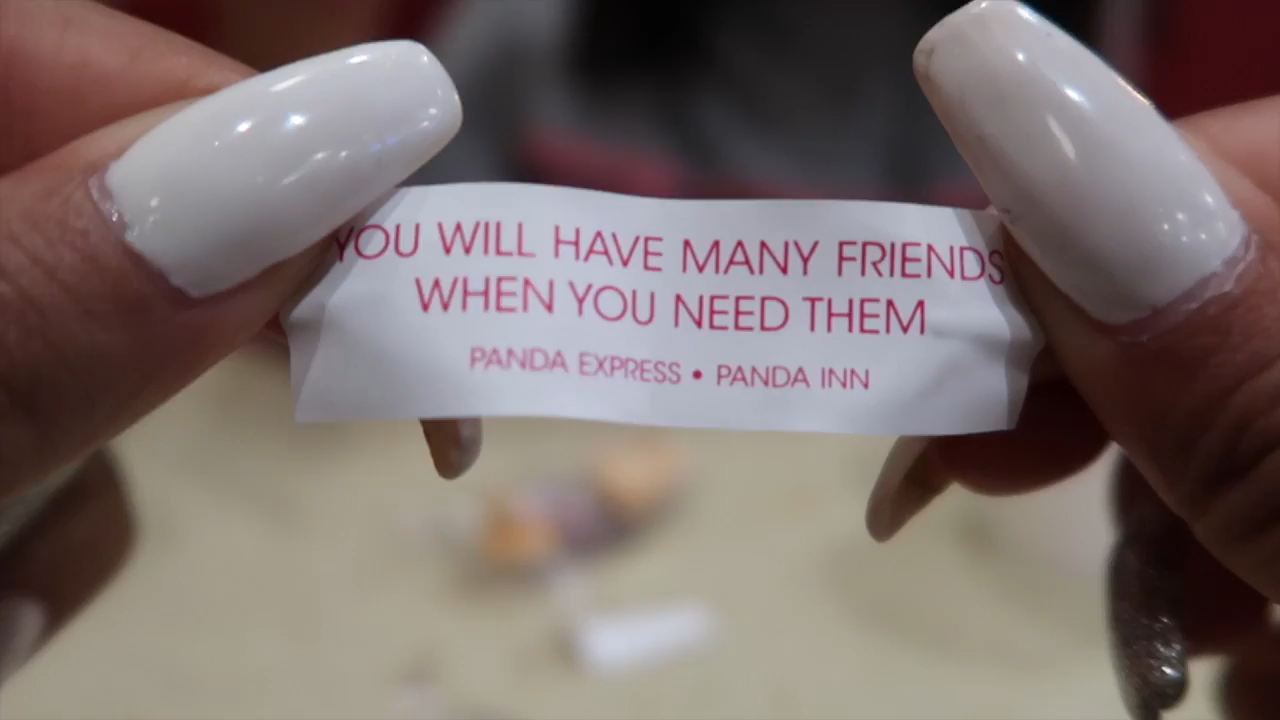 YOU WILL HAVE MANY FRIENDS
WHEN YOU NEED THEM
PANDA EXPRESS • PANDA INN